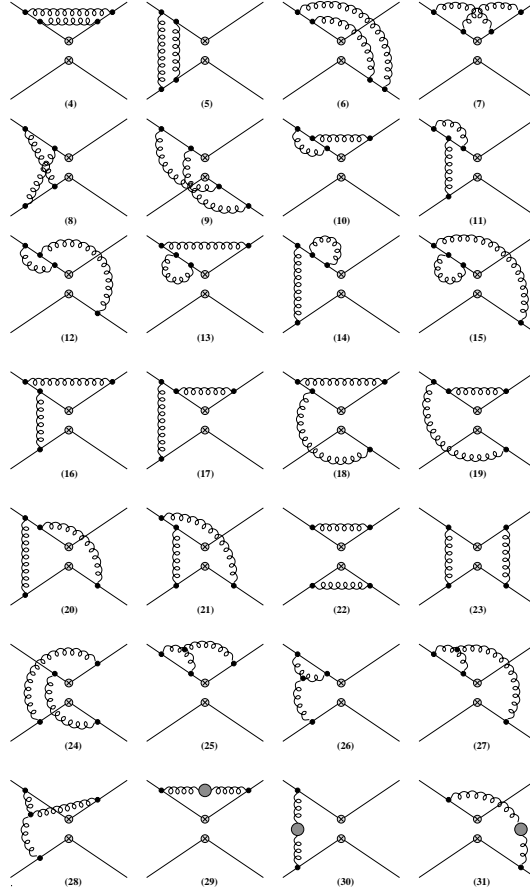 (4) (5) (6) (7)
(8) (9) (10) (11)
(12) (13) (14) (15)
(16) (17) (18) (19)
(20) (21) (22) (23)
(24) (25) (26) (27)
(28) (29) (30) (31)